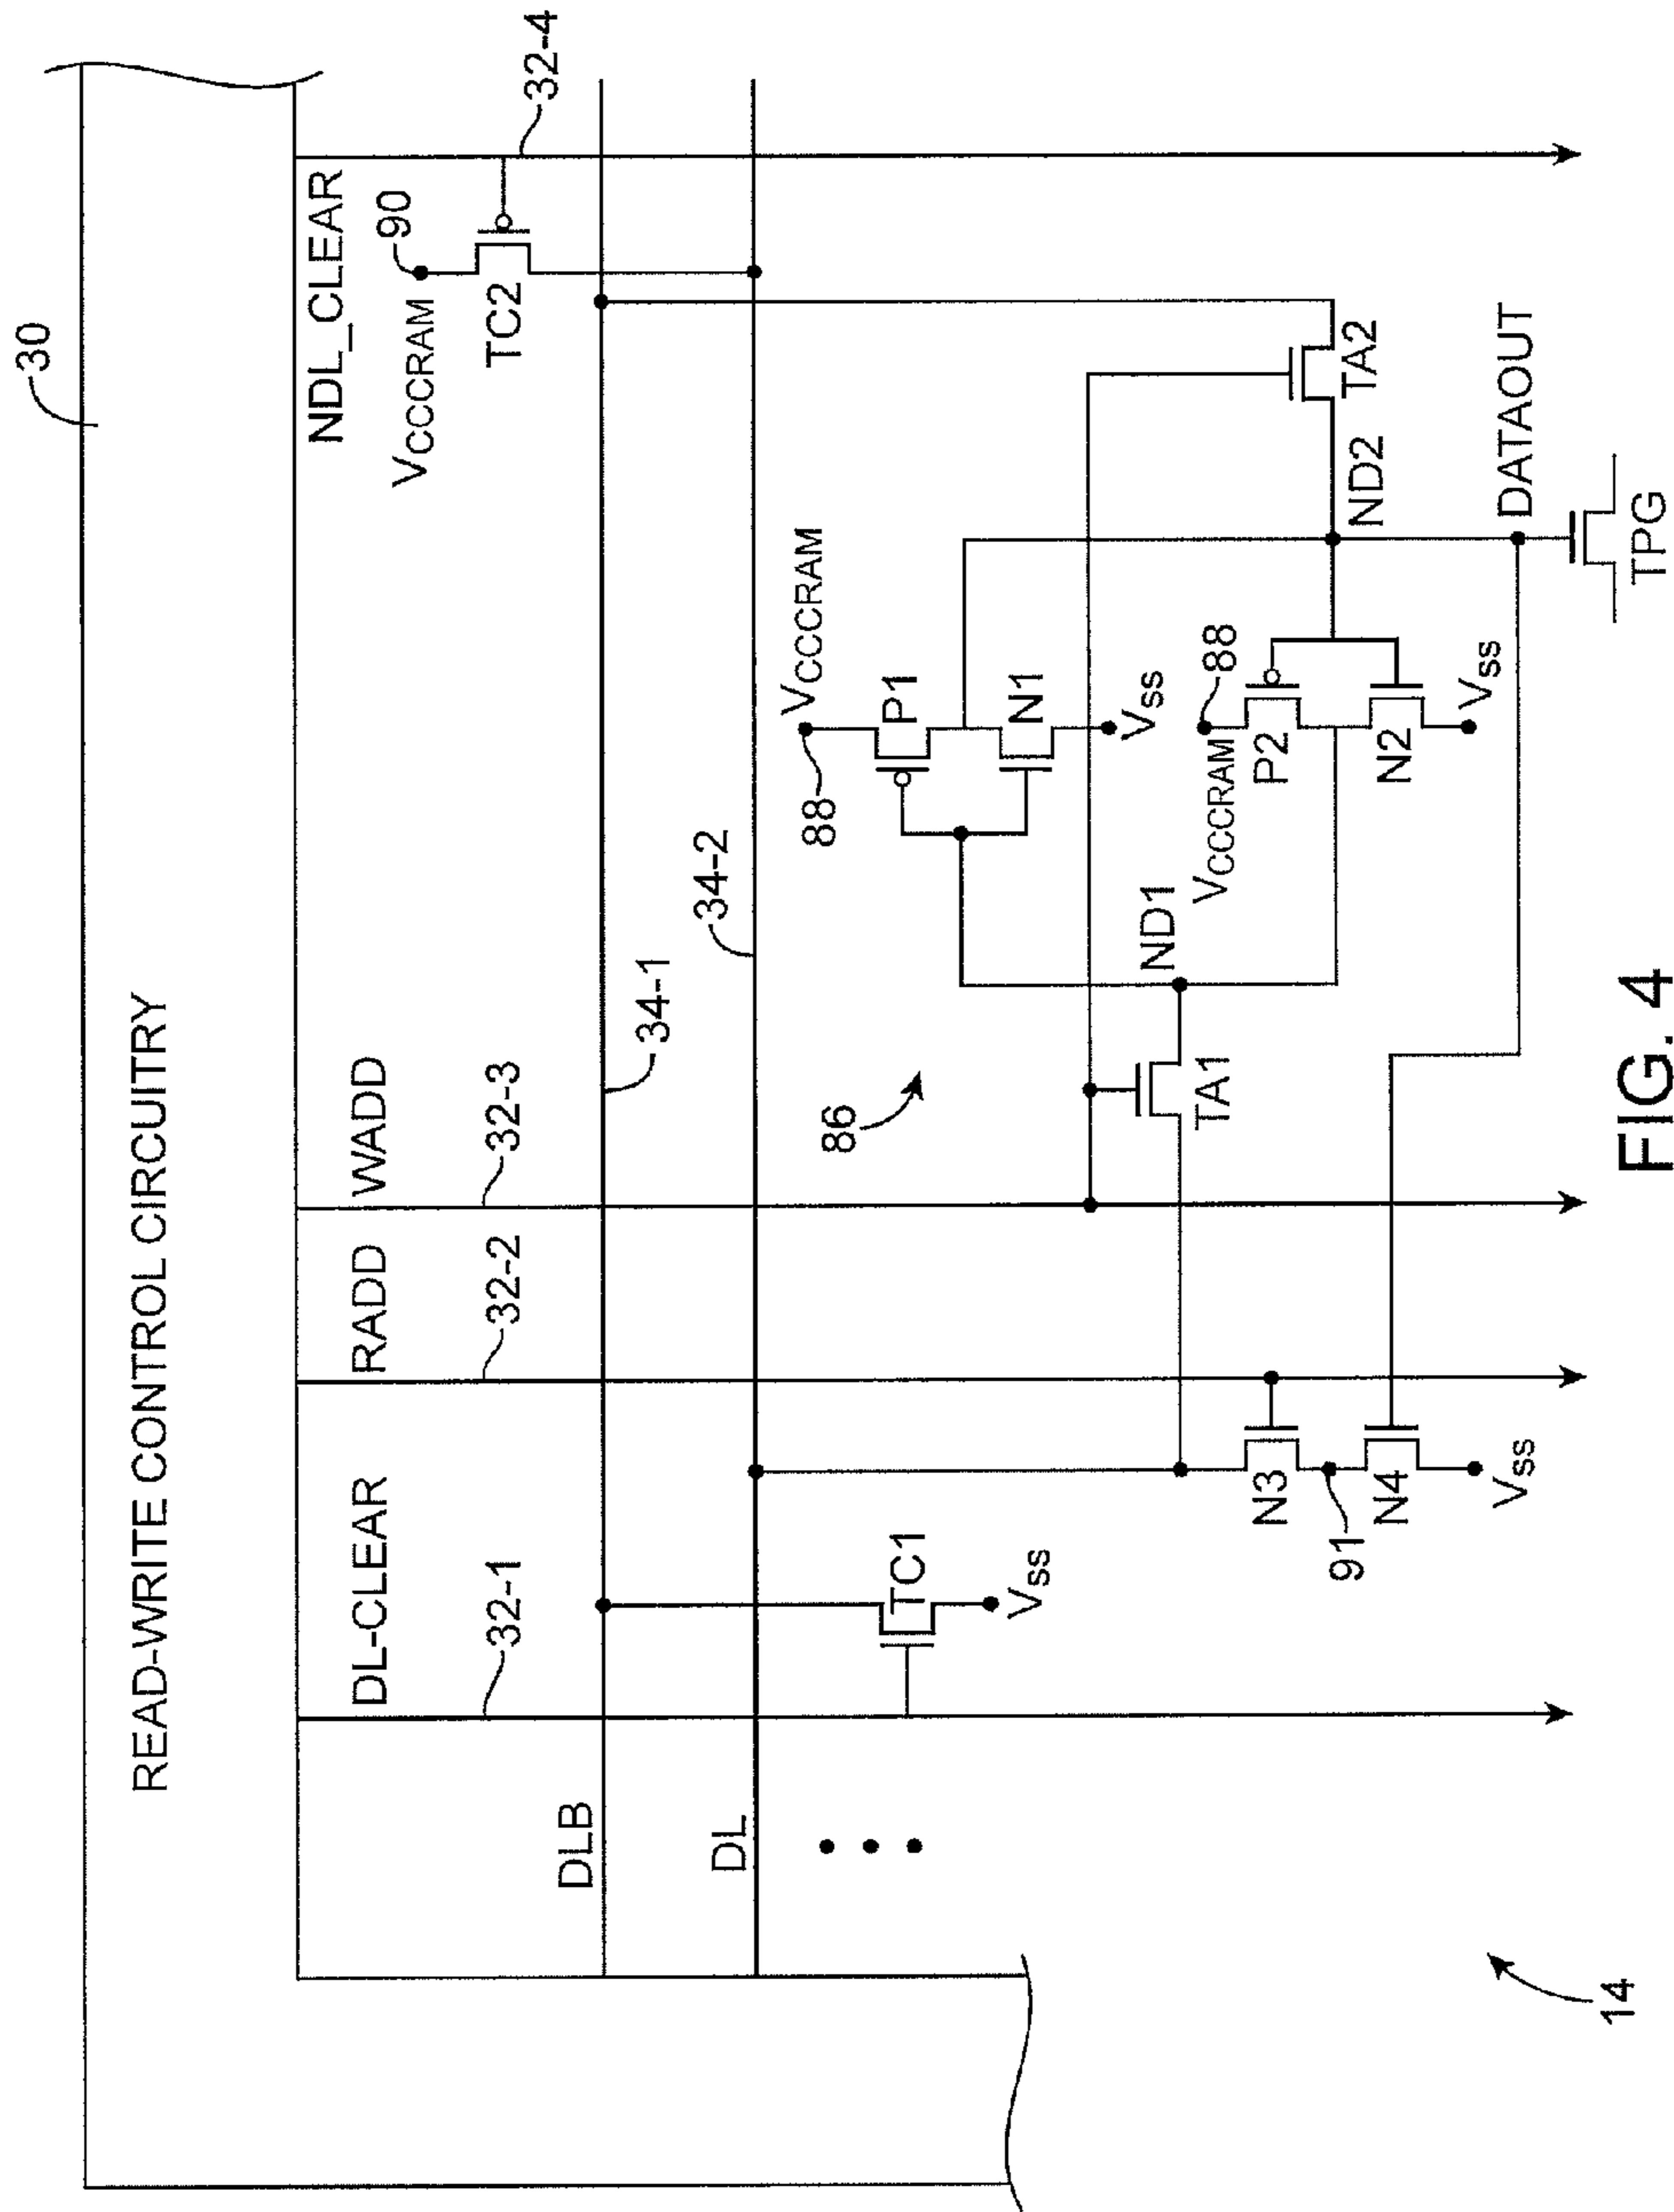 30
READ-WRITE CONTROL CIRCUITRY
DL-CLEAR
RADD
WADD
NDL_CLEAR
32-1
32-2
32-3
32-4
VCCCRAM
90
TC2
DLB
34-1
DL
34-2
VCCCRAM
88
P1
N1
VSS
86
TC1
VSS
TA1
ND1
VCCCRAM
88
P2
N2
VSS
TA2
ND2
N3
91
N4
VSS
DATAOUT
TPG
14
FIG. 4